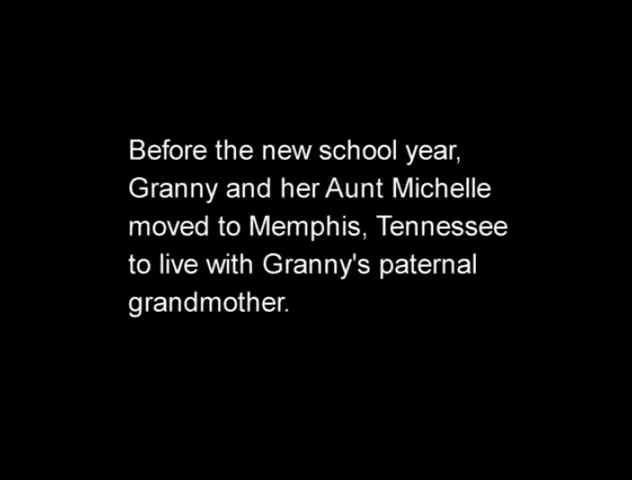 Before the new school year,
Granny and her Aunt Michelle
moved to Memphis, Tennessee
to live with Granny's paternal
grandmother.